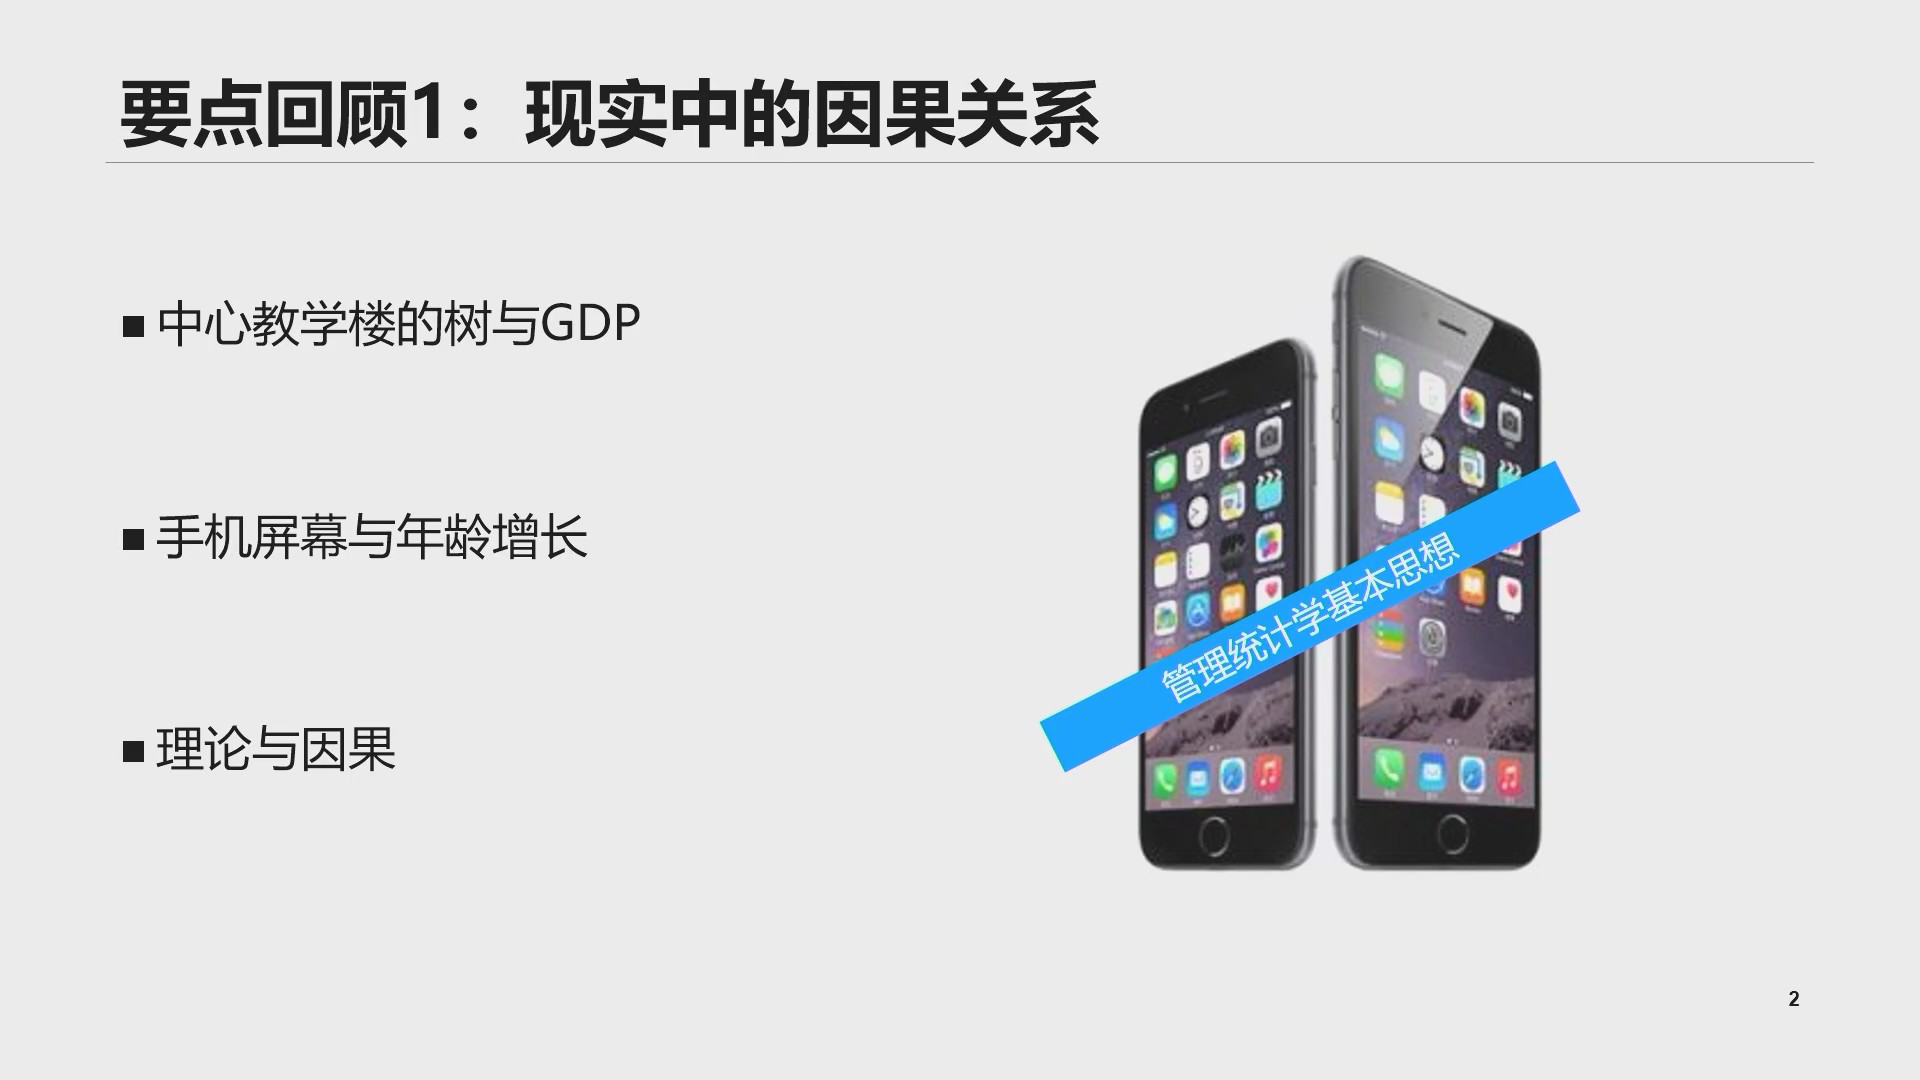 要点回顾1：现实中的因果关系
■ 中心教学楼的树与GDP
■ 手机屏幕与年龄增长
■ 理论与因果
管理统计学基本思想
2